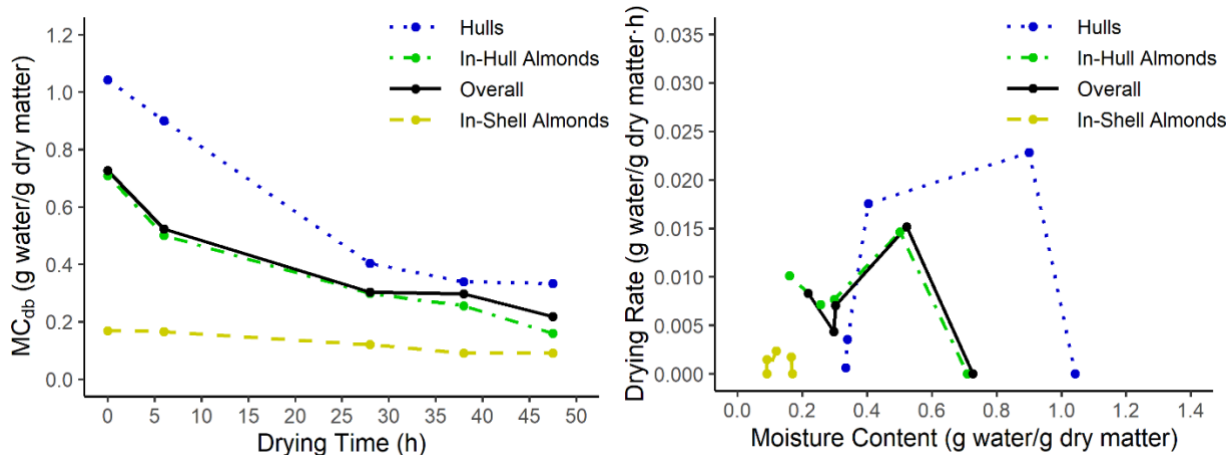 MC_db (g water/g dry matter)
1.2
1.0
0.8
0.6
0.4
0.2
0.0
Hulls
In-Hull Almonds
Overall
In-Shell Almonds
0 5 10 15 20 25 30 35 40 45 50
Drying Time (h)
Drying Rate (g water/g dry matter·h)
0.035
0.030
0.025
0.020
0.015
0.010
0.005
0.000
Hulls
In-Hull Almonds
Overall
In-Shell Almonds
0.0 0.2 0.4 0.6 0.8 1.0 1.2 1.4
Moisture Content (g water/g dry matter)